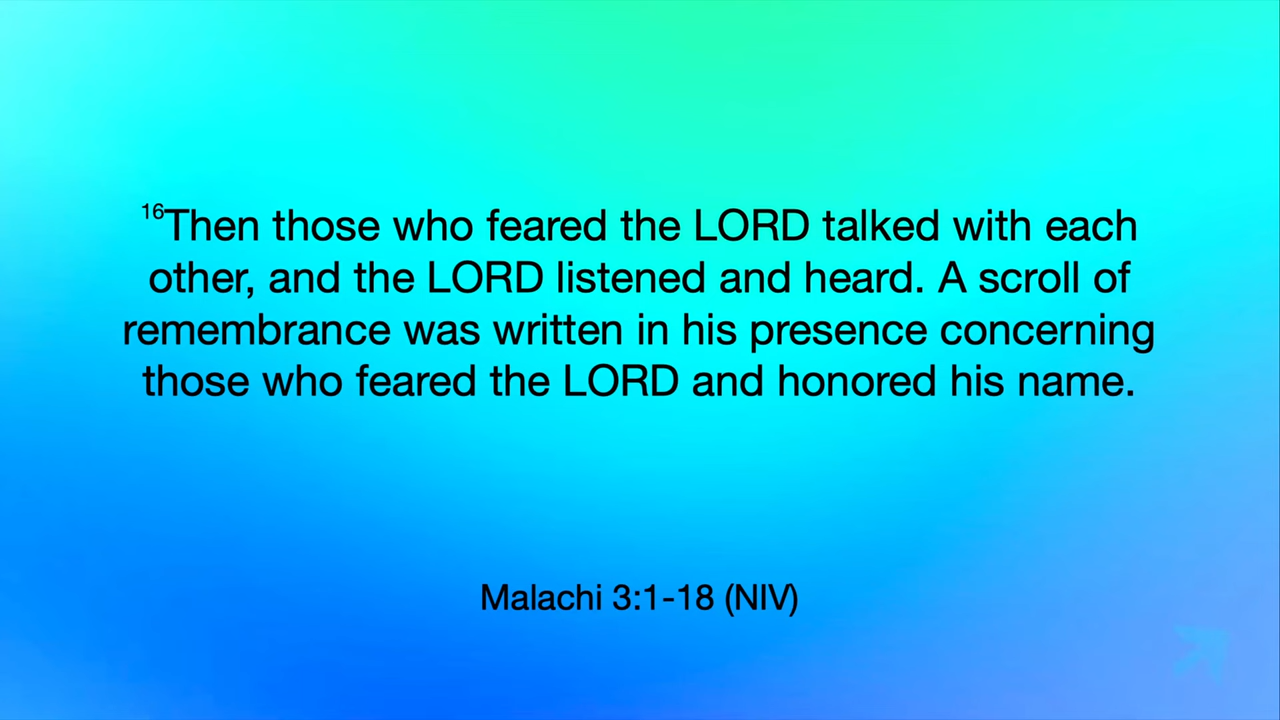 16Then those who feared the LORD talked with each
other, and the LORD listened and heard. A scroll of
remembrance was written in his presence concerning
those who feared the LORD and honored his name.
Malachi 3:1-18 (NIV)